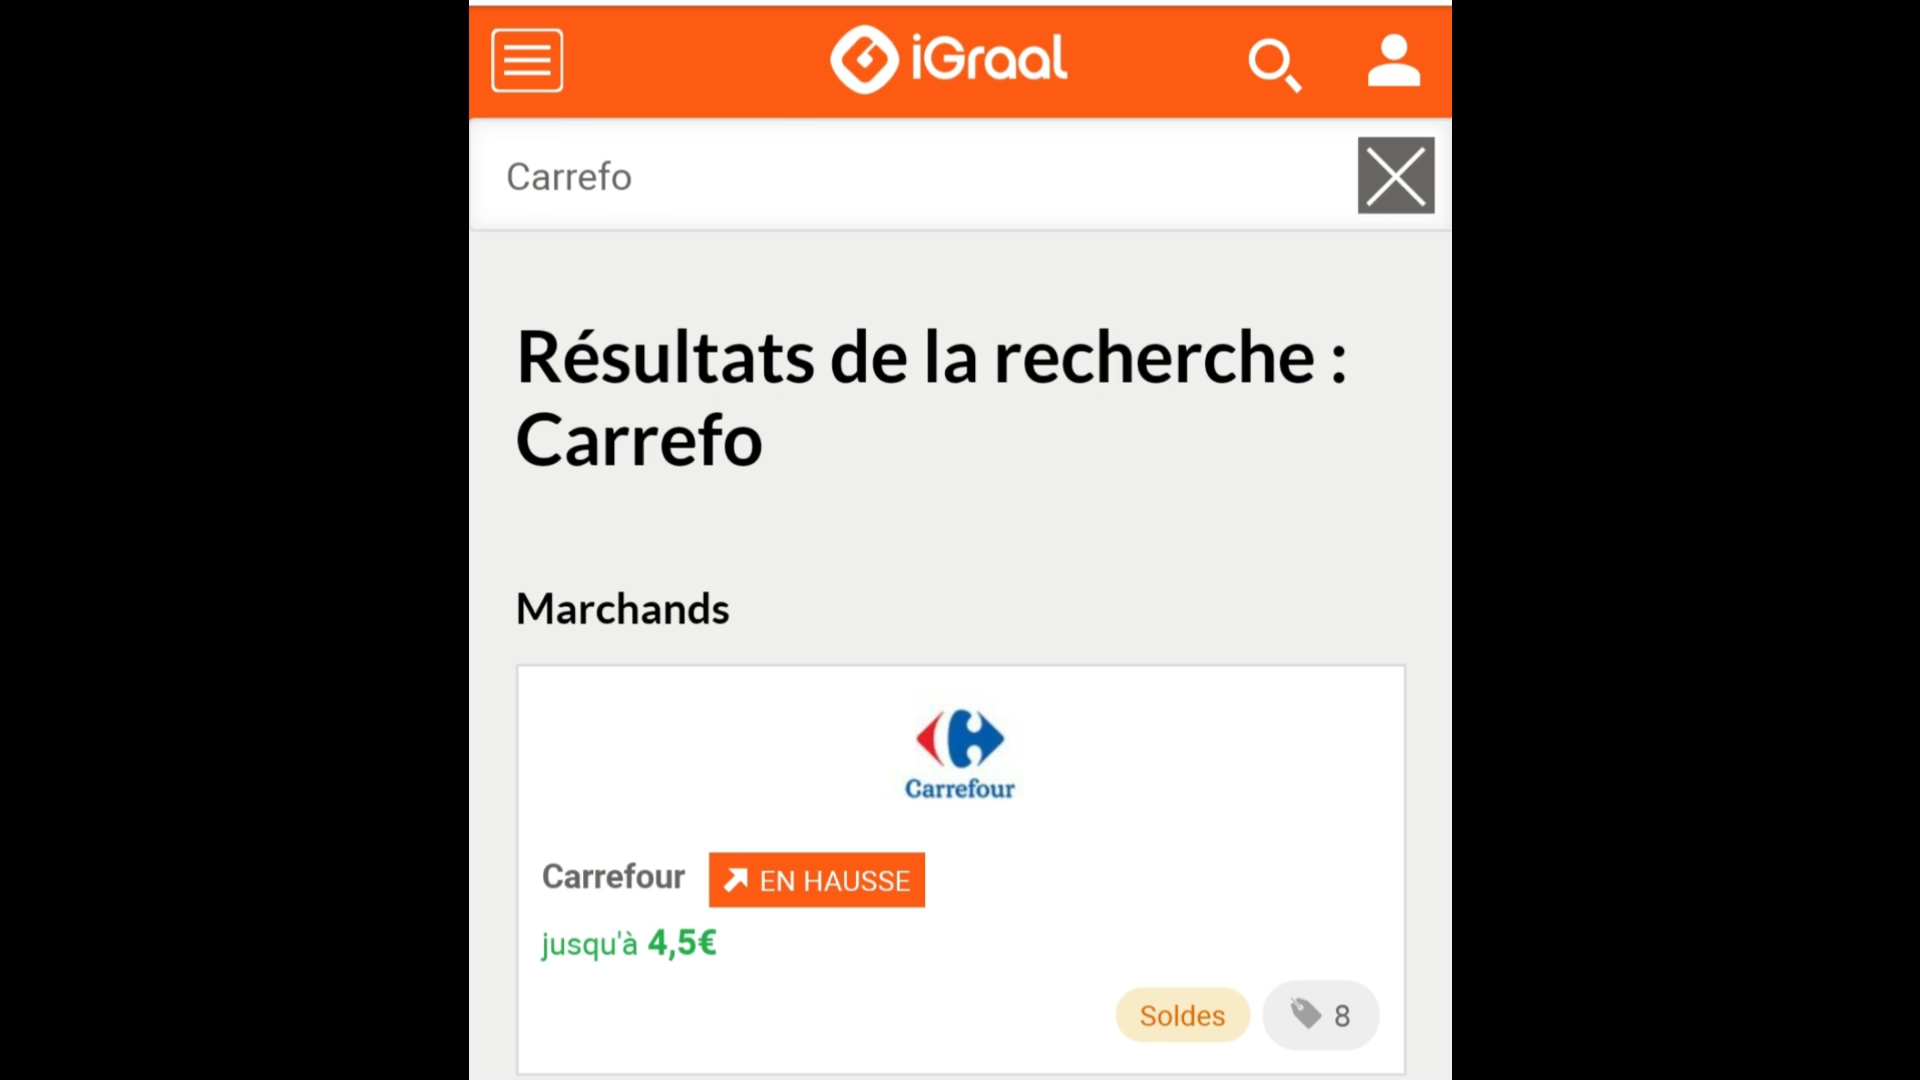 iGraal
Carrefo
Résultats de la recherche :
Carrefo
Marchands
Carrefour
Carrefour EN HAUSSE
jusqu'à 4,5€
Soldes 8